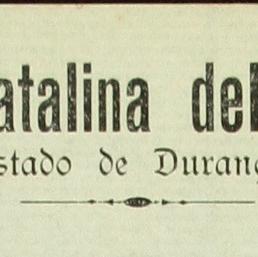 atalina del
stado de Durang